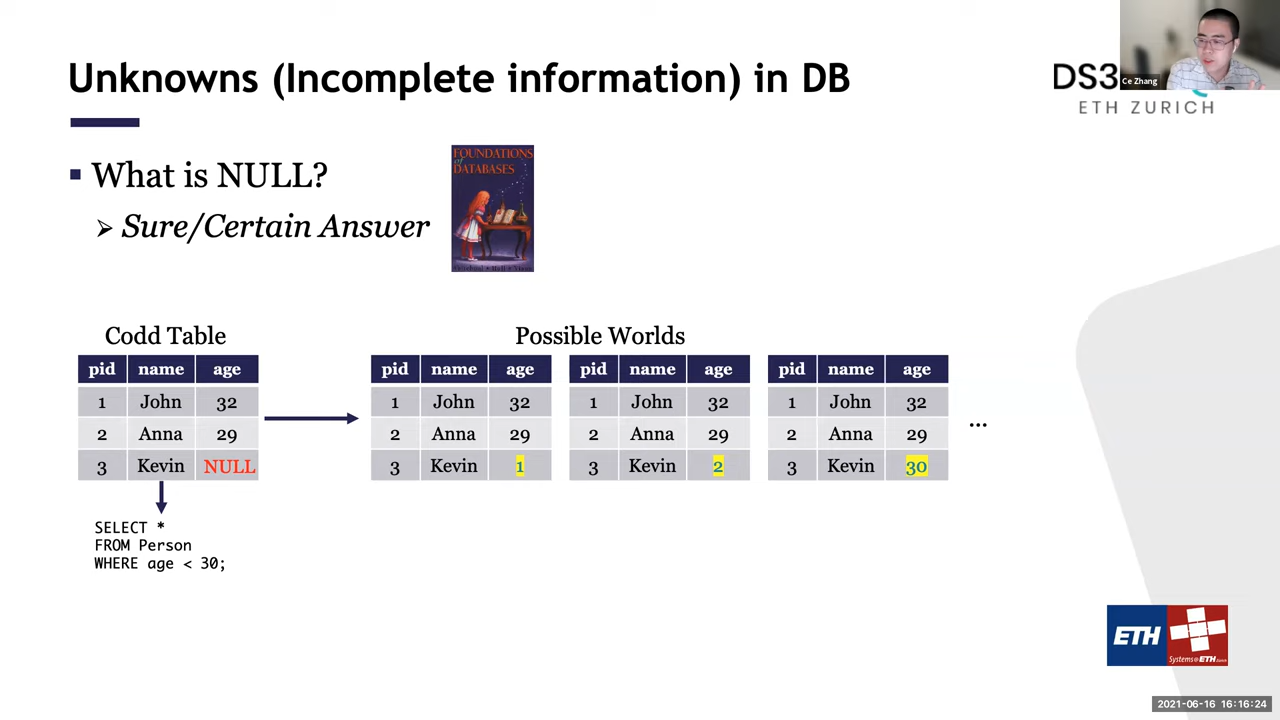 Unknowns (Incomplete information) in DB
DS3
ETH ZURICH
Ce Zhang
What is NULL?
Sure/Certain Answer
FOUNDATIONS
of
DATABASES
Codd Table
pid name age
1 John 32
2 Anna 29
3 Kevin NULL
SELECT *
FROM Person
WHERE age < 30;
Possible Worlds
pid name age
1 John 32
2 Anna 29
3 Kevin 1
pid name age
1 John 32
2 Anna 29
3 Kevin 2
pid name age
1 John 32
2 Anna 29
3 Kevin 30
...
ETH
Systems@ETH
2021-06-16 16:16:24